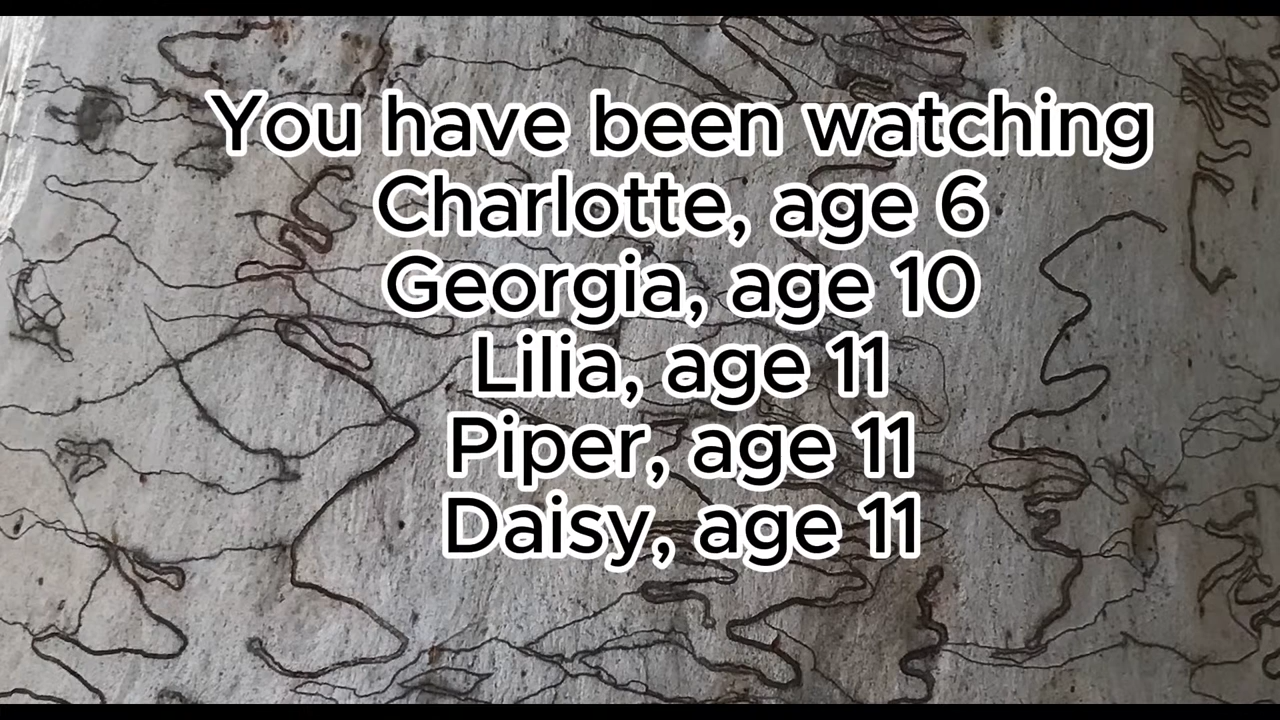 You have been watching
Charlotte, age 6
Georgia, age 10
Lilia, age 11
Piper, age 11
Daisy, age 11